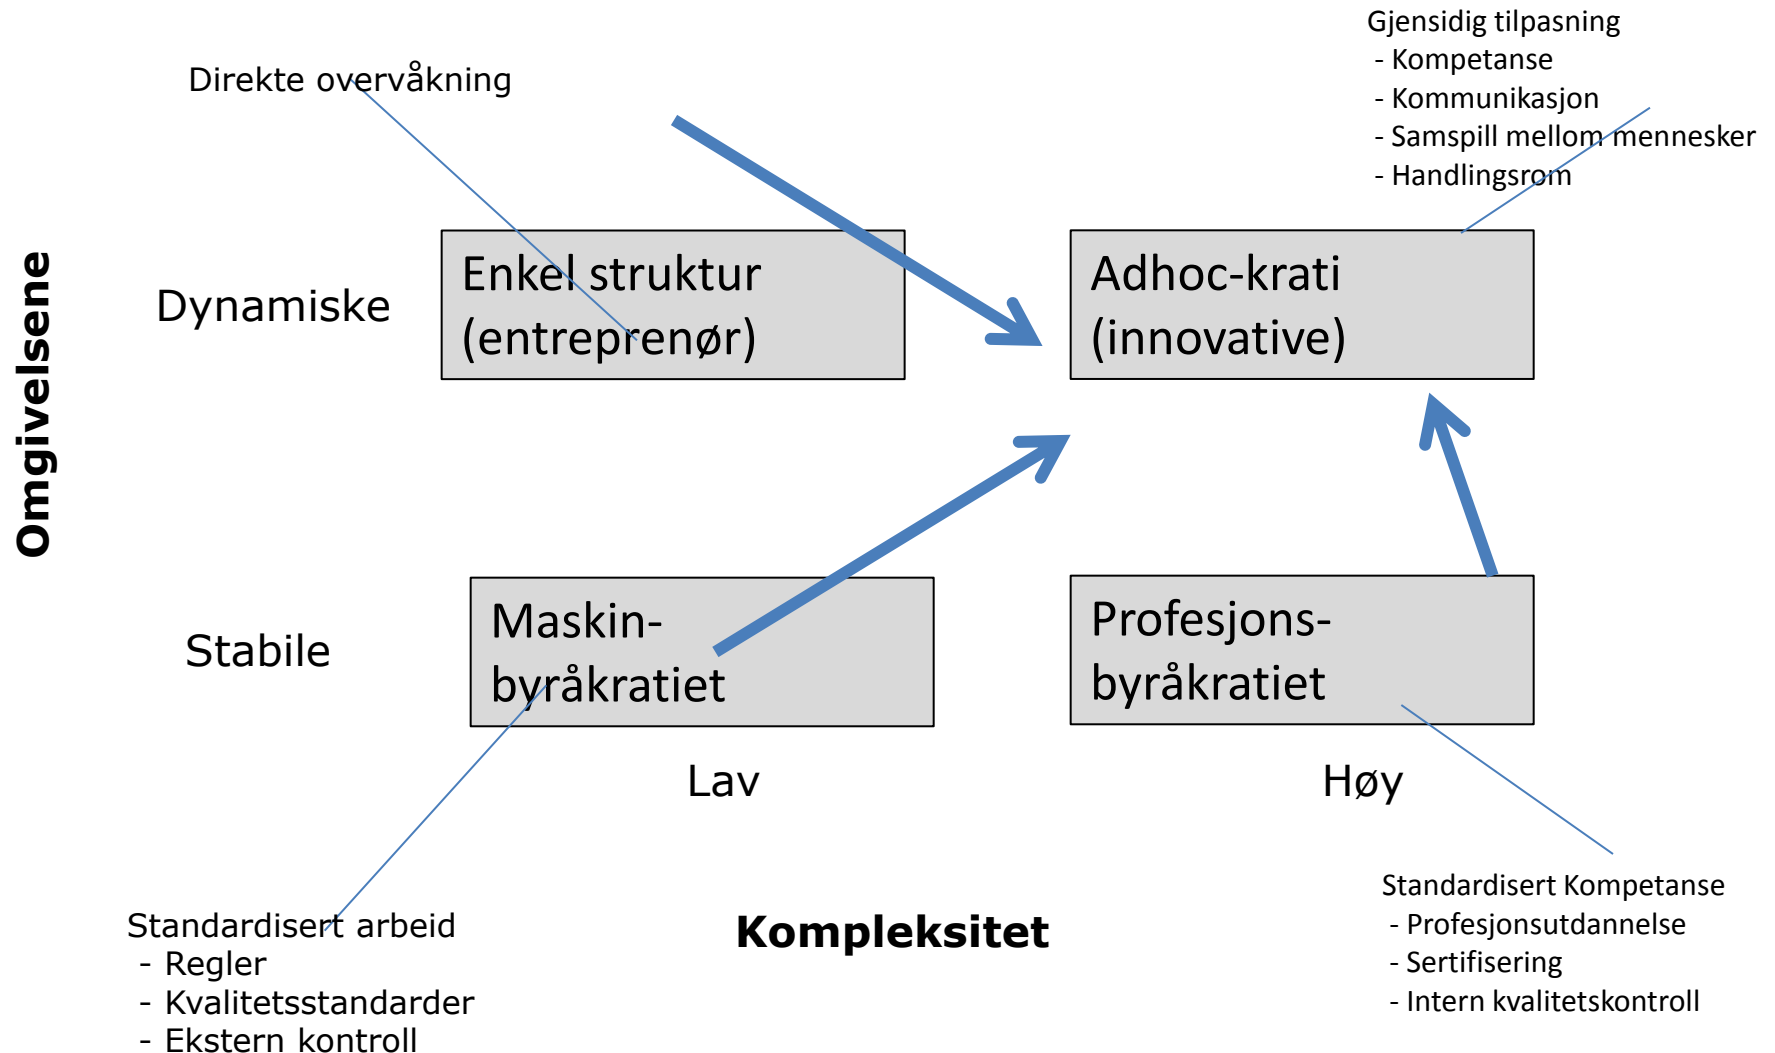 Gjensidig tilpasning
- Kompetanse
- Kommunikasjon
- Samspill mellom mennesker
- Handlingsrom
Direkte overvåkning
Omgivelsene
Dynamiske
Enkel struktur
(entreprenør)
Adhoc-krati
(innovative)
Stabile
Maskin-
byråkratiet
Profesjons-
byråkratiet
Lav
Høy
Kompleksitet
Standardisert arbeid
- Regler
- Kvalitetsstandarder
- Ekstern kontroll
Standardisert Kompetanse
- Profesjonsutdannelse
- Sertifisering
- Intern kvalitetskontroll